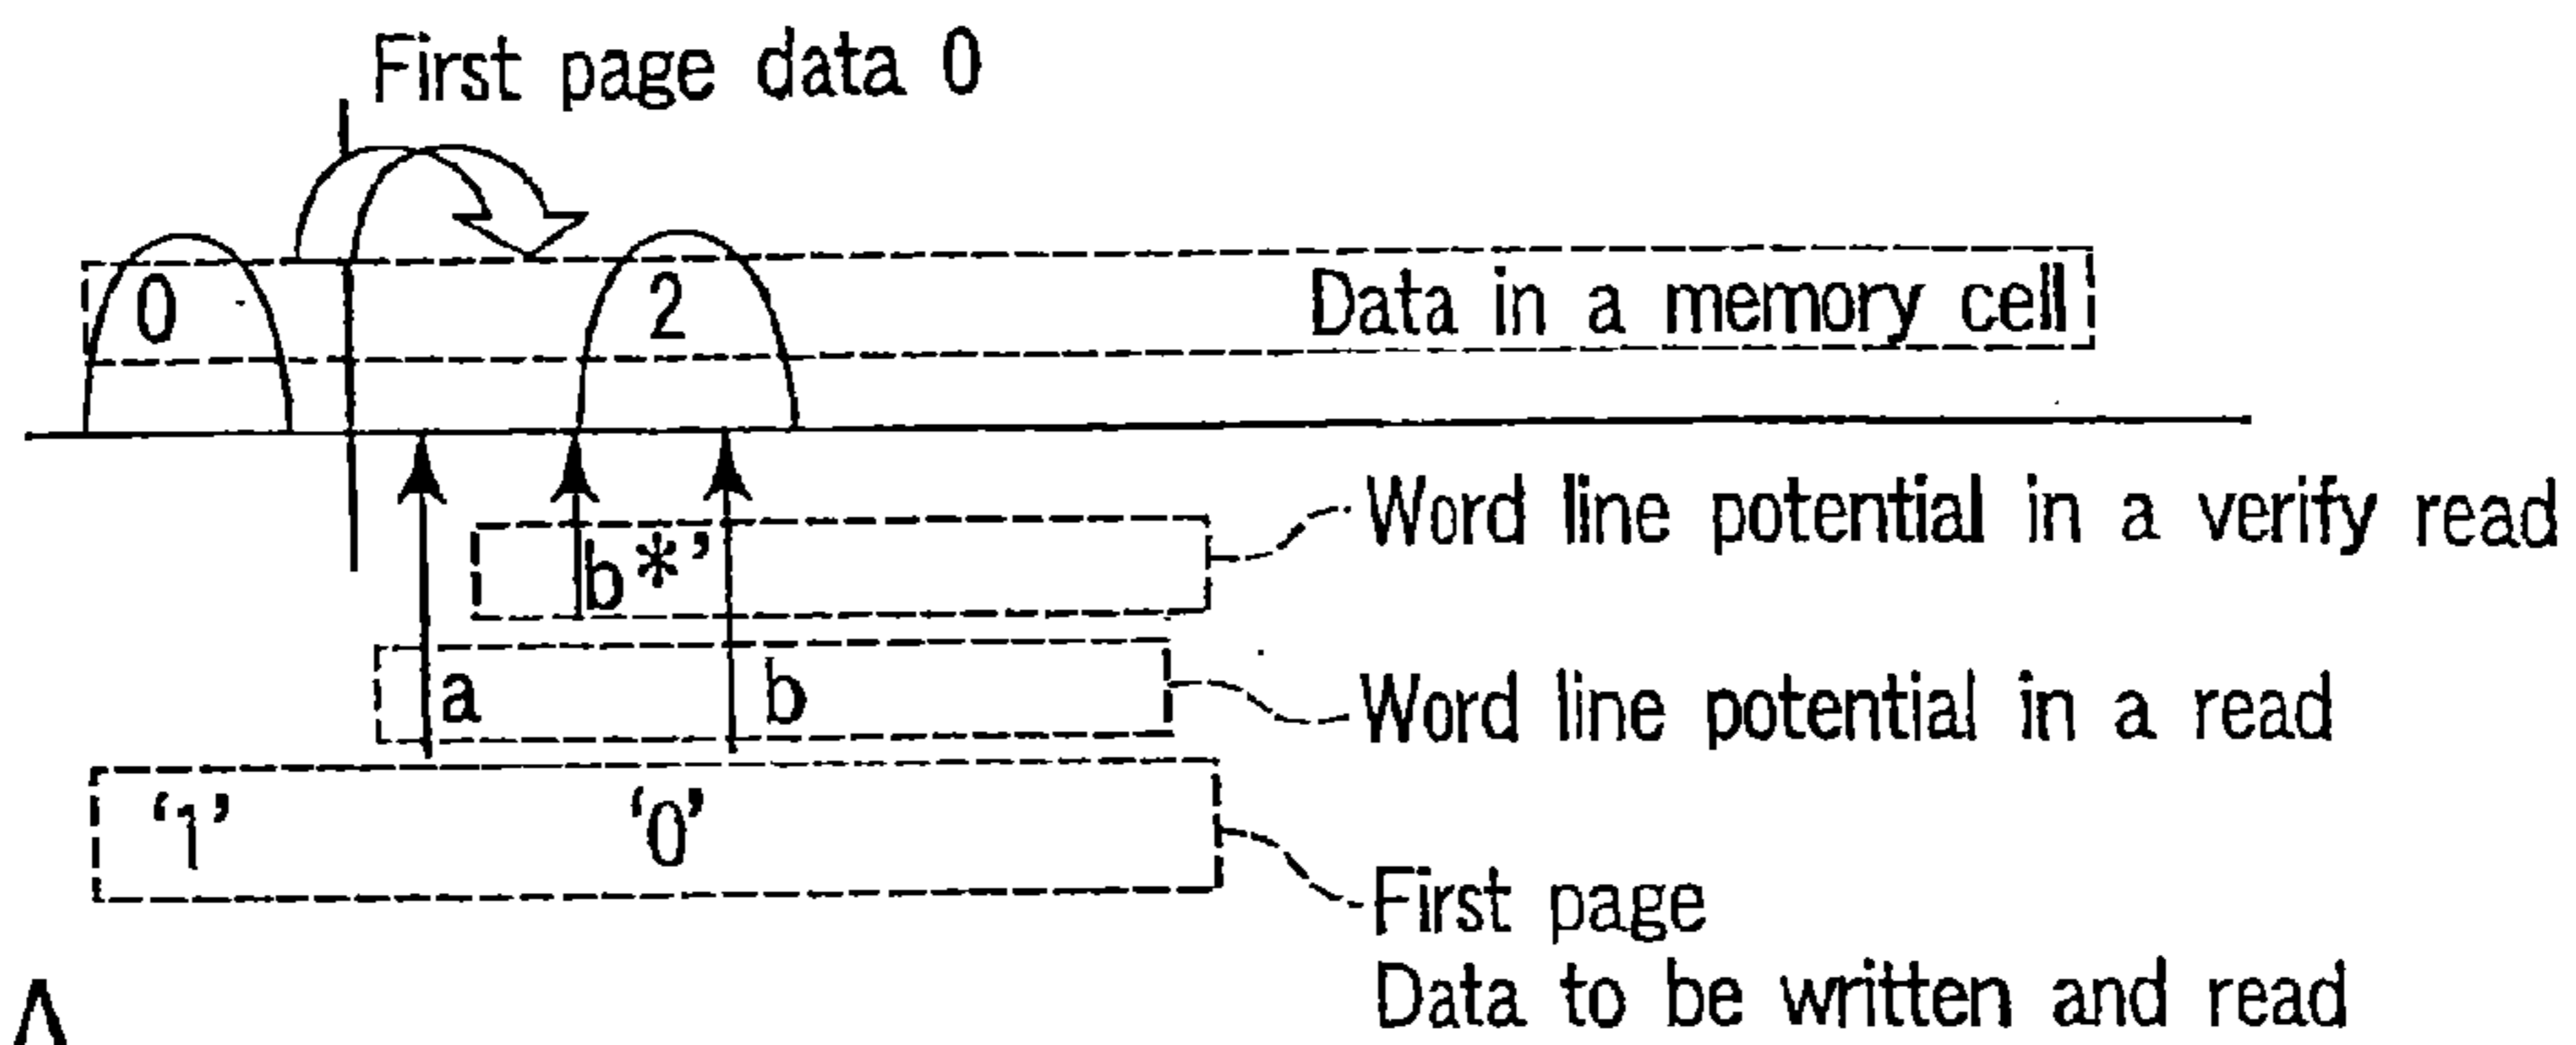 First page data 0
0 2 Data in a memory cell
b*’ Word line potential in a verify read
a b Word line potential in a read
‘1’ ‘0’
First page
Data to be written and read